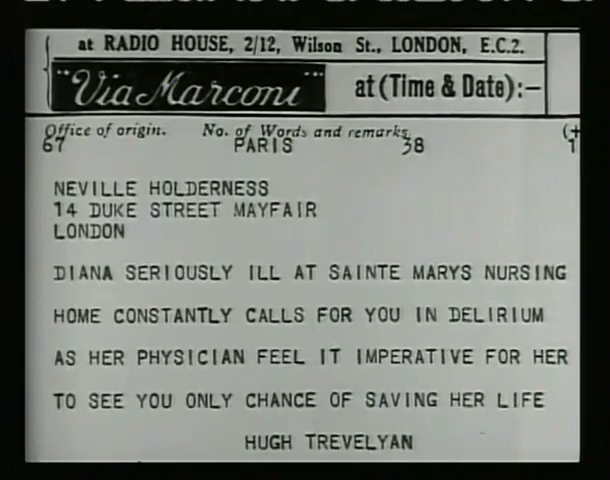 at RADIO HOUSE, 2/12, Wilson St., LONDON, E.C.2.
"Via Marconi" at (Time & Date):—
Office of origin. No. of Words and remarks.
67 PARIS 38 1
NEVILLE HOLDERNESS
14 DUKE STREET MAYFAIR
LONDON
DIANA SERIOUSLY ILL AT SAINTE MARYS NURSING
HOME CONSTANTLY CALLS FOR YOU IN DELIRIUM
AS HER PHYSICIAN FEEL IT IMPERATIVE FOR HER
TO SEE YOU ONLY CHANCE OF SAVING HER LIFE
HUGH TREVELYAN